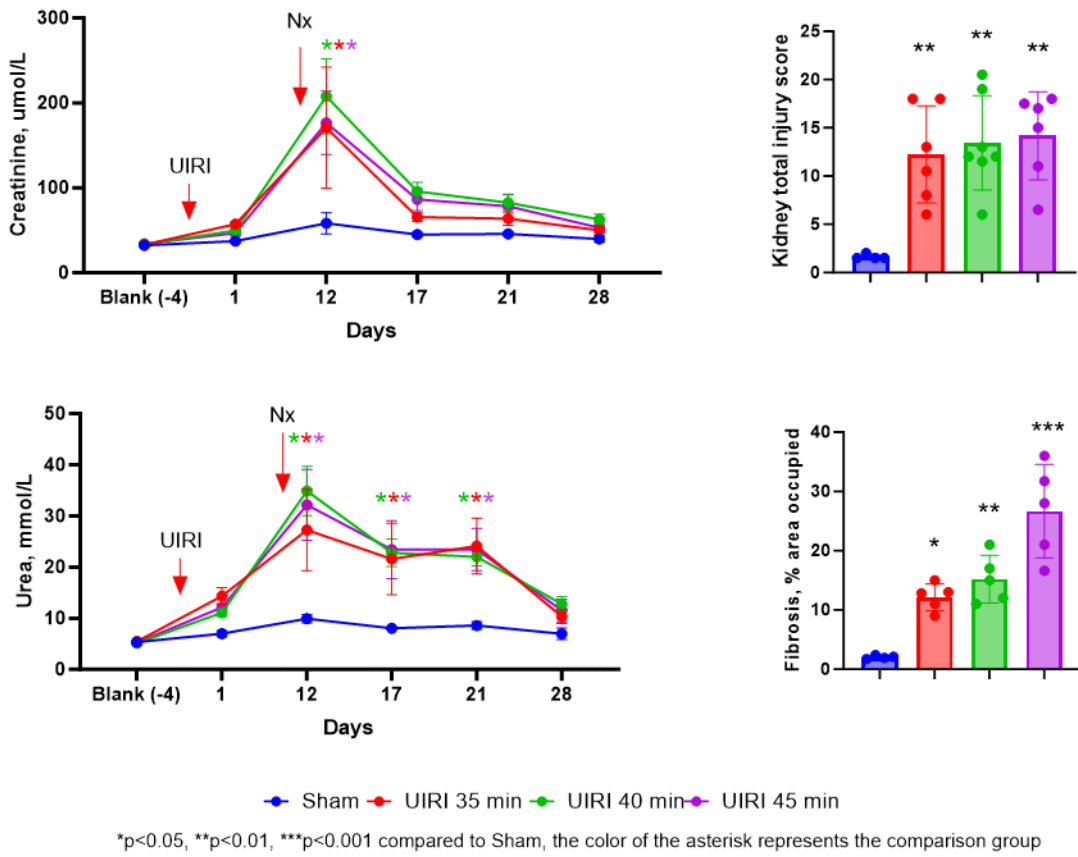 300
200
100
0
Creatinine, umol/L
UIRI
Nx
***
Blank (-4) 1 12 17 21 28
Days
25
20
15
10
5
0
Kidney total injury score
**
**
**
50
40
30
20
10
0
Urea, mmol/L
UIRI
Nx
***
***
***
Blank (-4) 1 12 17 21 28
Days
40
30
20
10
0
Fibrosis, % area occupied
*
**
***
Sham UIRI 35 min UIRI 40 min UIRI 45 min
*p<0.05, **p<0.01, ***p<0.001 compared to Sham, the color of the asterisk represents the comparison group